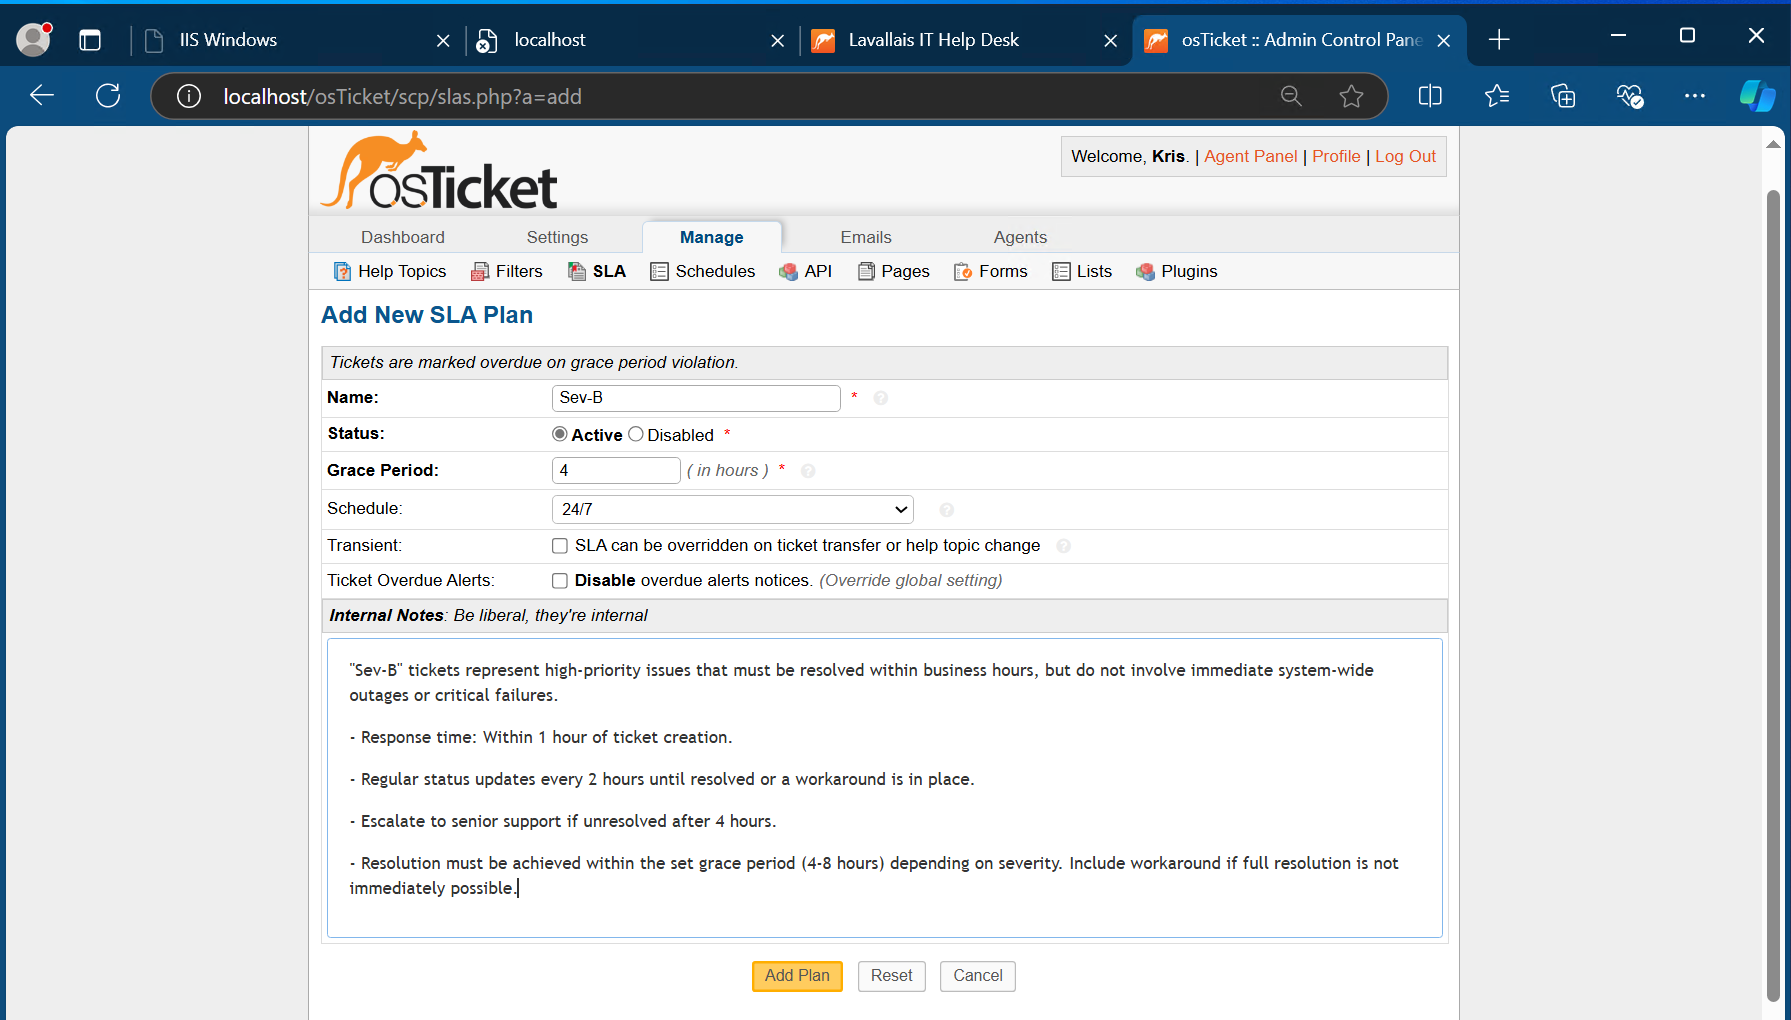 IIS Windows
localhost
Lavallais IT Help Desk
osTicket :: Admin Control Pane
localhost/osTicket/scp/slas.php?a=add
osTicket
Welcome, Kris. | Agent Panel | Profile | Log Out
Dashboard
Settings
Manage
Emails
Agents
Help Topics
Filters
SLA
Schedules
API
Pages
Forms
Lists
Plugins
Add New SLA Plan
Tickets are marked overdue on grace period violation.
Name: Sev-B *
Status: Active Disabled *
Grace Period: 4 ( in hours ) *
Schedule: 24/7
Transient: SLA can be overridden on ticket transfer or help topic change
Ticket Overdue Alerts: Disable overdue alerts notices. (Override global setting)
Internal Notes: Be liberal, they're internal
"Sev-B" tickets represent high-priority issues that must be resolved within business hours, but do not involve immediate system-wide
outages or critical failures.
- Response time: Within 1 hour of ticket creation.
- Regular status updates every 2 hours until resolved or a workaround is in place.
- Escalate to senior support if unresolved after 4 hours.
- Resolution must be achieved within the set grace period (4-8 hours) depending on severity. Include workaround if full resolution is not
immediately possible.
Add Plan
Reset
Cancel